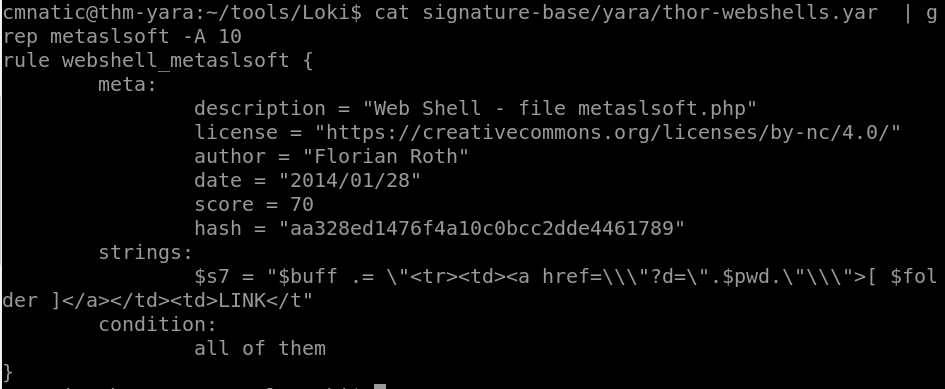 cmnatic@thm-yara:~/tools/Loki$ cat signature-base/yara/thor-webshells.yar  | g
rep metaslsoft -A 10
rule webshell_metaslsoft {
        meta:
                description = "Web Shell - file metaslsoft.php"
                license = "https://creativecommons.org/licenses/by-nc/4.0/"
                author = "Florian Roth"
                date = "2014/01/28"
                score = 70
                hash = "aa328ed1476f4a10c0bcc2dde4461789"
        strings:
                $s7 = "$buff .= \"<tr><td><a href=\\\"?d=\".$pwd.\"\\\">[ $fol
der ]</a></td><td>LINK</t"
        condition:
                all of them
}